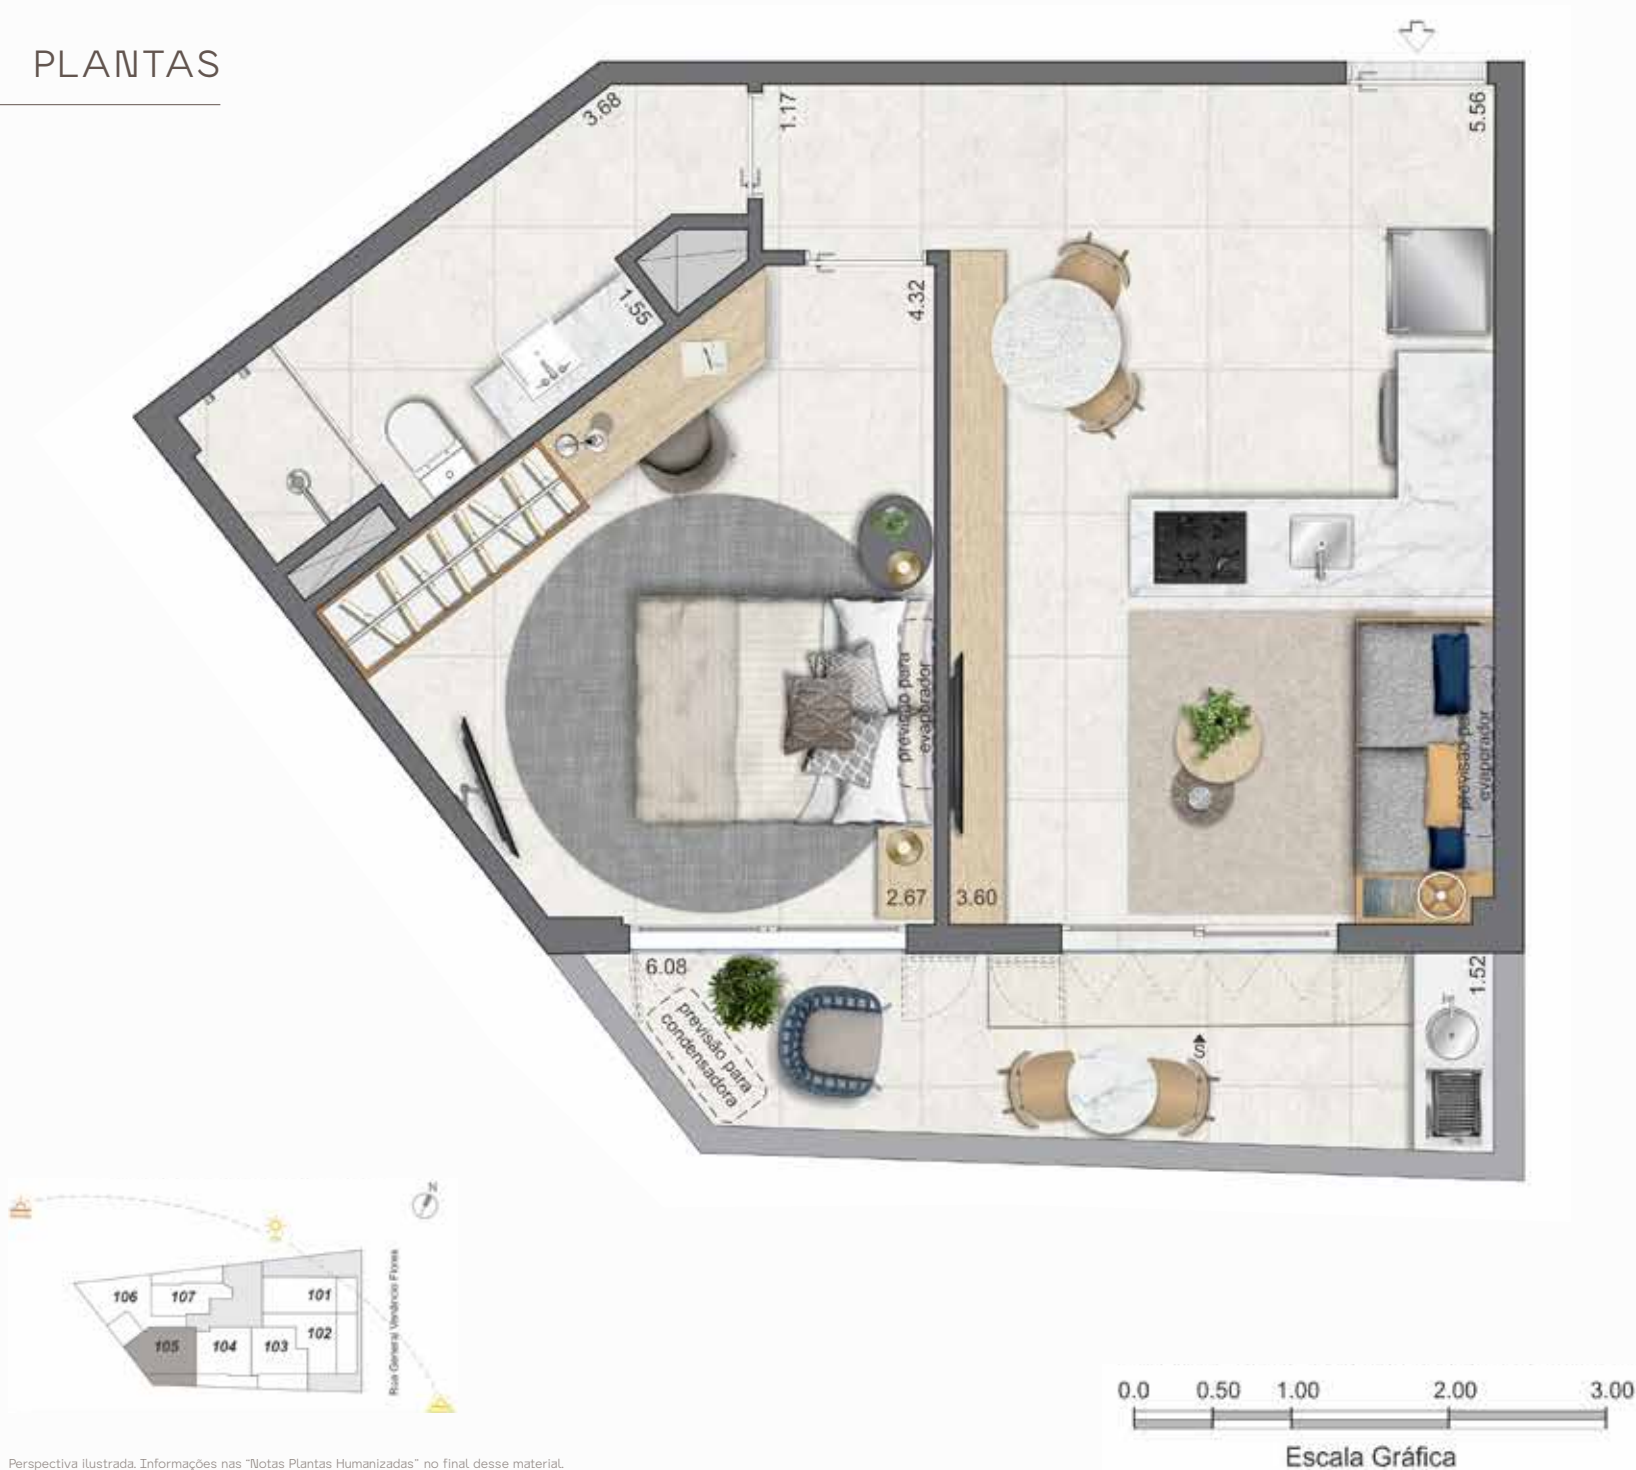 PLANTAS
3.68
1.17
5.56
1.55
4.32
previsão para
evaporador
previsão pa
evaporador
2.67
3.60
6.08
1.52
previsão para
condensadora
S
N
106
107
101
102
105
104
103
Rua General Venâncio Flores
0.0 0.50 1.00 2.00 3.00
Escala Gráfica
Perspectiva ilustrada. Informações nas “Notas Plantas Humanizadas” no final desse material.